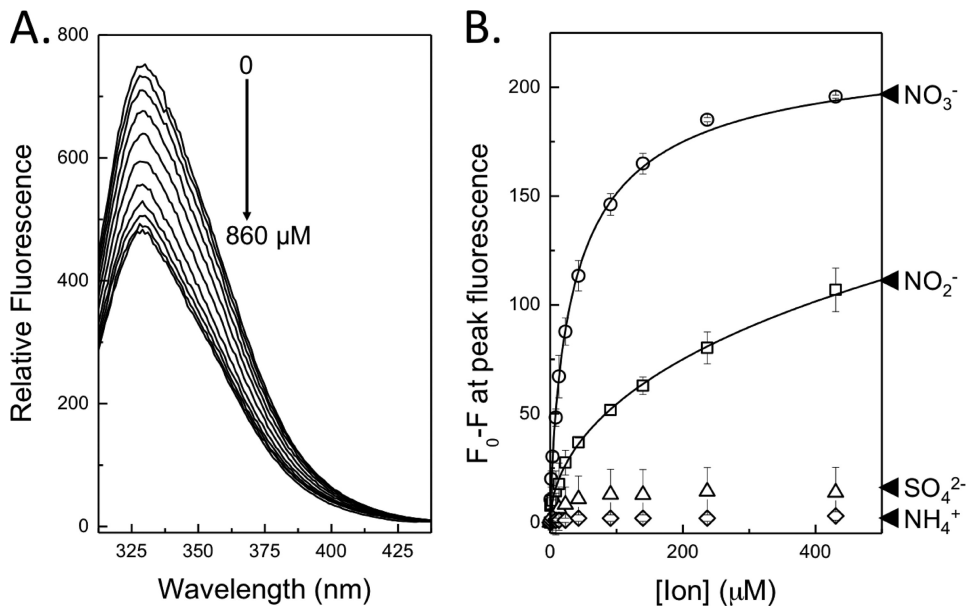 A.
800
600
400
200
0
325
350
375
400
425
Wavelength (nm)
Relative Fluorescence
0
860 μM
B.
200
150
100
50
0
0
200
400
[Ion] (μM)
F₀-F at peak fluorescence
NO₃⁻
NO₂⁻
SO₄²⁻
NH₄⁺